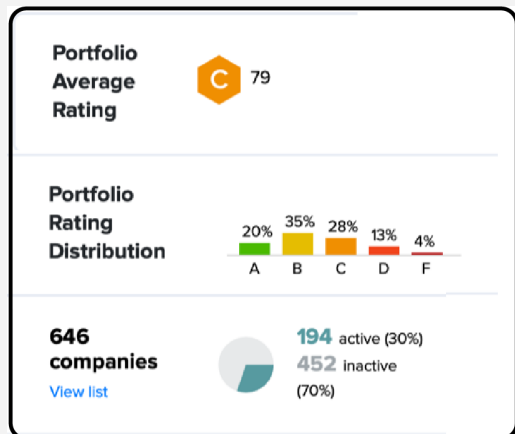 Portfolio
Average
Rating
C 79
Portfolio
Rating
Distribution
20% 35% 28% 13% 4%
A B C D F
646
companies
View list
194 active (30%)
452 inactive
(70%)